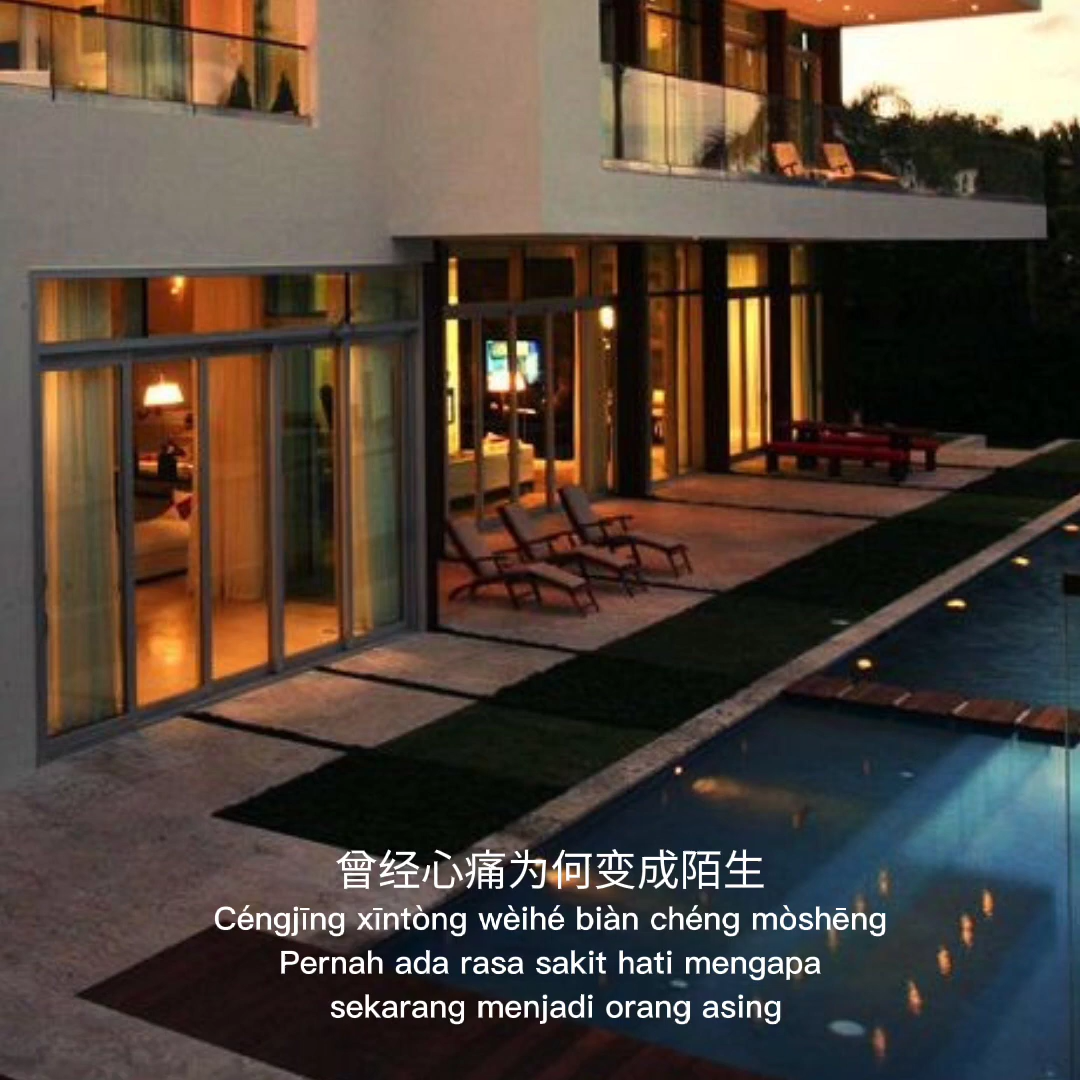 曾经心痛为何变成陌生
Céngjīng xīntòng wèihé biàn chéng mòshēng
Pernah ada rasa sakit hati mengapa
sekarang menjadi orang asing